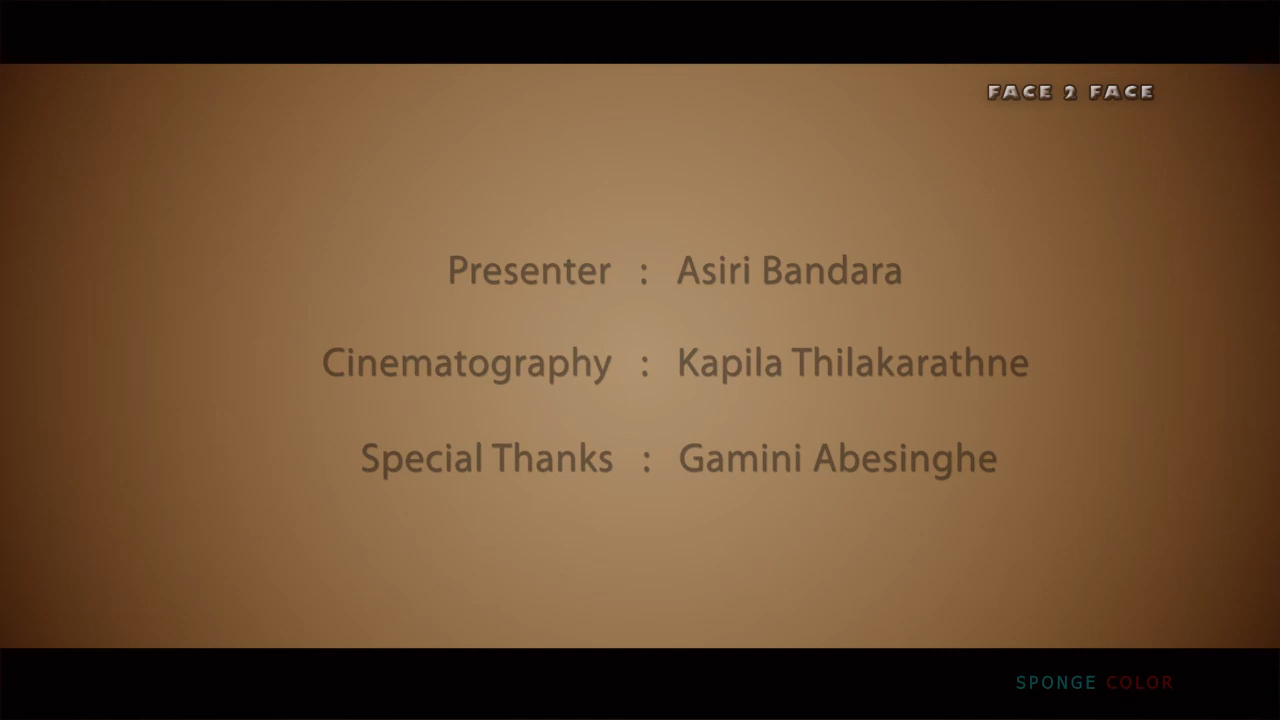 FACE 2 FACE
Presenter : Asiri Bandara
Cinematography : Kapila Thilakarathne
Special Thanks : Gamini Abesinghe
SPONGE COLOR